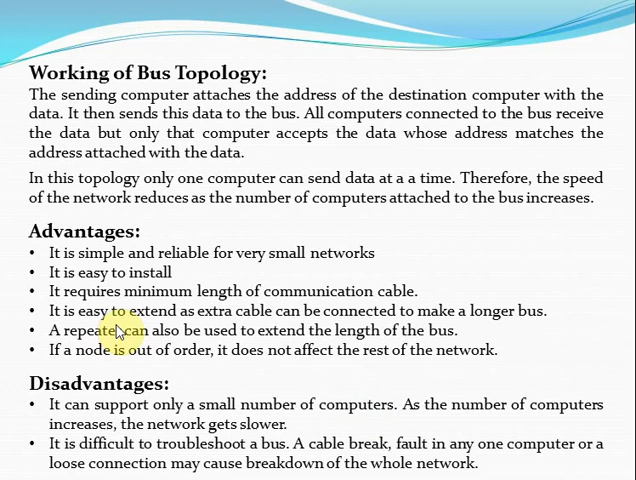 Working of Bus Topology:
The sending computer attaches the address of the destination computer with the
data. It then sends this data to the bus. All computers connected to the bus receive
the data but only that computer accepts the data whose address matches the
address attached with the data.
In this topology only one computer can send data at a a time. Therefore, the speed
of the network reduces as the number of computers attached to the bus increases.
Advantages:
• It is simple and reliable for very small networks
• It is easy to install
• It requires minimum length of communication cable.
• It is easy to extend as extra cable can be connected to make a longer bus.
• A repeater can also be used to extend the length of the bus.
• If a node is out of order, it does not affect the rest of the network.
Disadvantages:
• It can support only a small number of computers. As the number of computers
increases, the network gets slower.
• It is difficult to troubleshoot a bus. A cable break, fault in any one computer or a
loose connection may cause breakdown of the whole network.